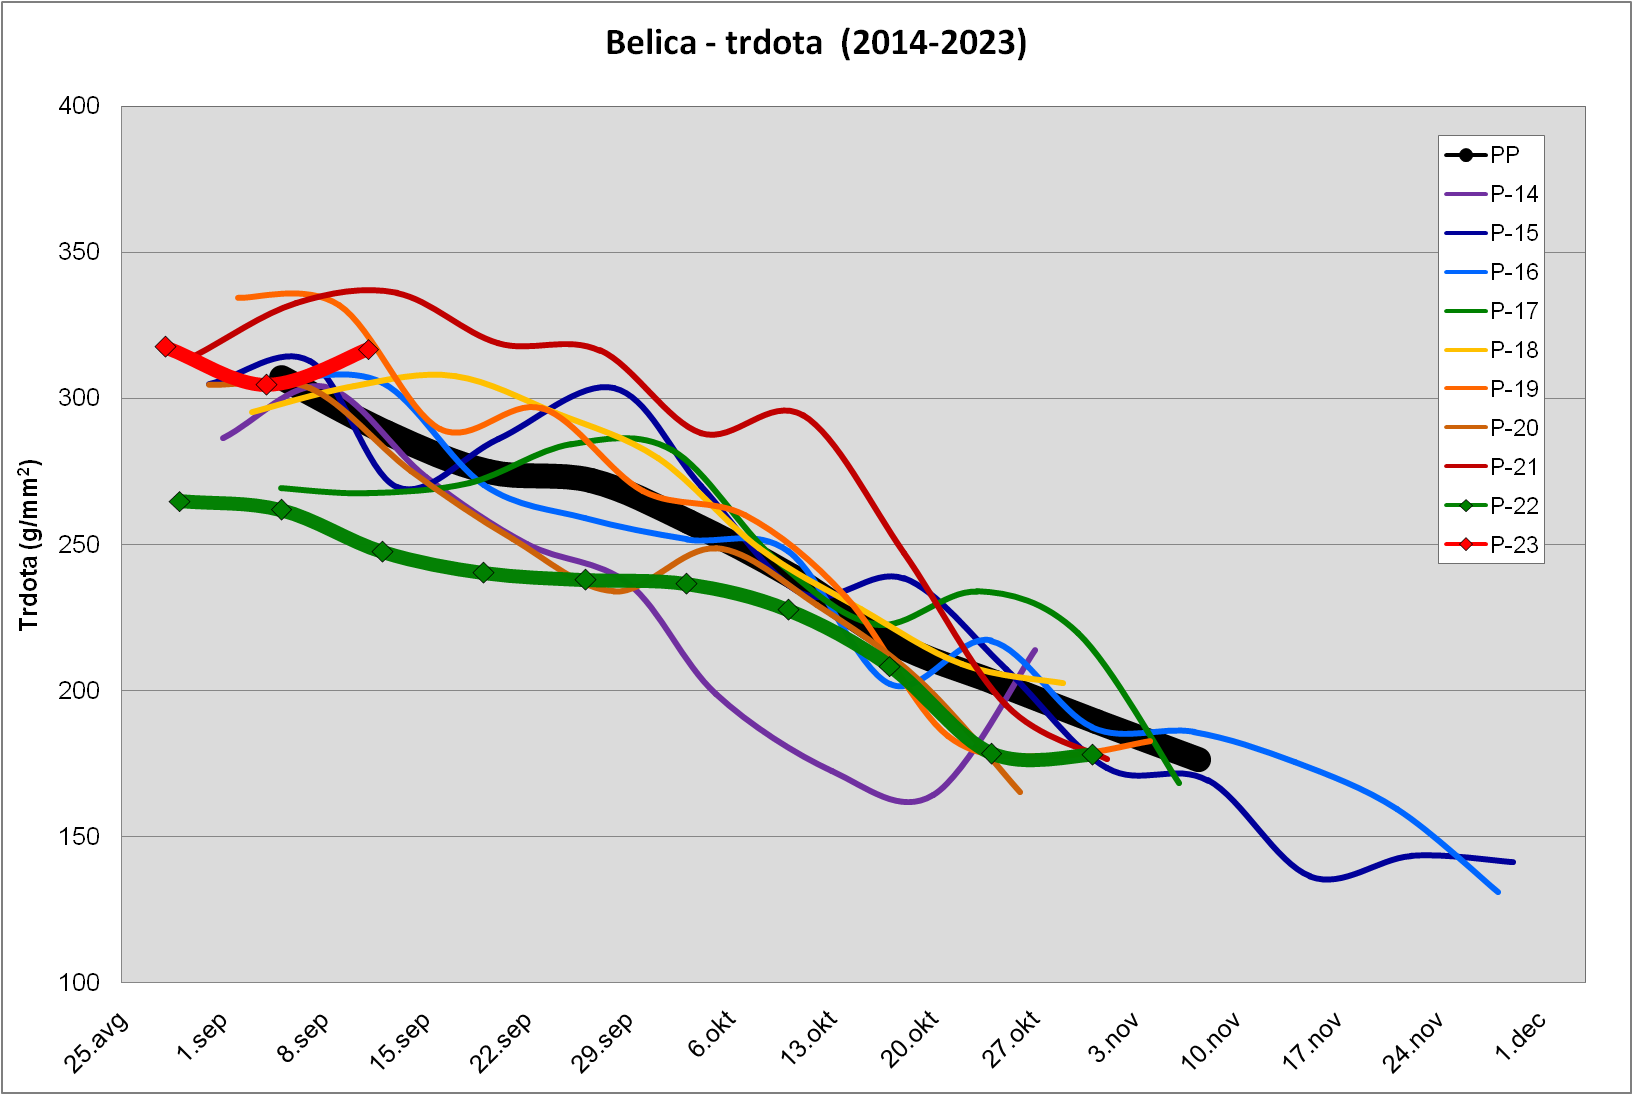 Belica - trdota  (2014-2023)
Trdota (g/mm²)
400
350
300
250
200
150
100
25.avg
1.sep
8.sep
15.sep
22.sep
29.sep
6.okt
13.okt
20.okt
27.okt
3.nov
10.nov
17.nov
24.nov
1.dec
PP
P-14
P-15
P-16
P-17
P-18
P-19
P-20
P-21
P-22
P-23